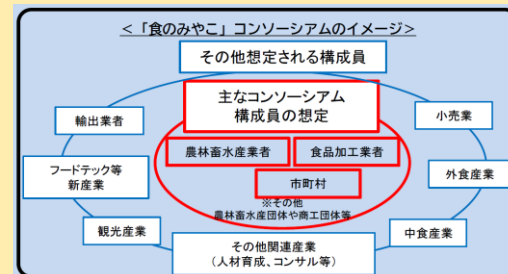 ＜「食のみやこ」コンソーシアムのイメージ＞
その他想定される構成員
主なコンソーシアム
構成員の想定
輸出業者
小売業
農林畜水産業者
食品加工業者
フードテック等
新産業
外食産業
市町村
※その他
農林畜水産団体や商工団体等
観光産業
中食産業
その他関連産業
（人材育成、コンサル等）